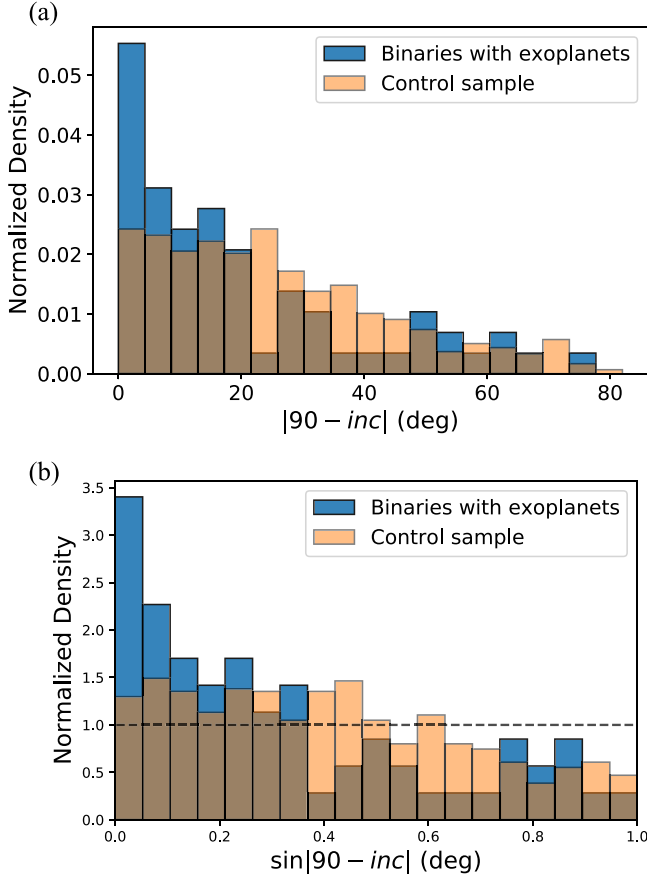 (a)
Binaries with exoplanets
Control sample
0.05
0.04
0.03
0.02
0.01
0.00
Normalized Density
0 20 40 60 80
|90 − inc| (deg)
(b)
Binaries with exoplanets
Control sample
3.5
3.0
2.5
2.0
1.5
1.0
0.5
0.0
Normalized Density
0.0 0.2 0.4 0.6 0.8 1.0
sin|90 − inc| (deg)